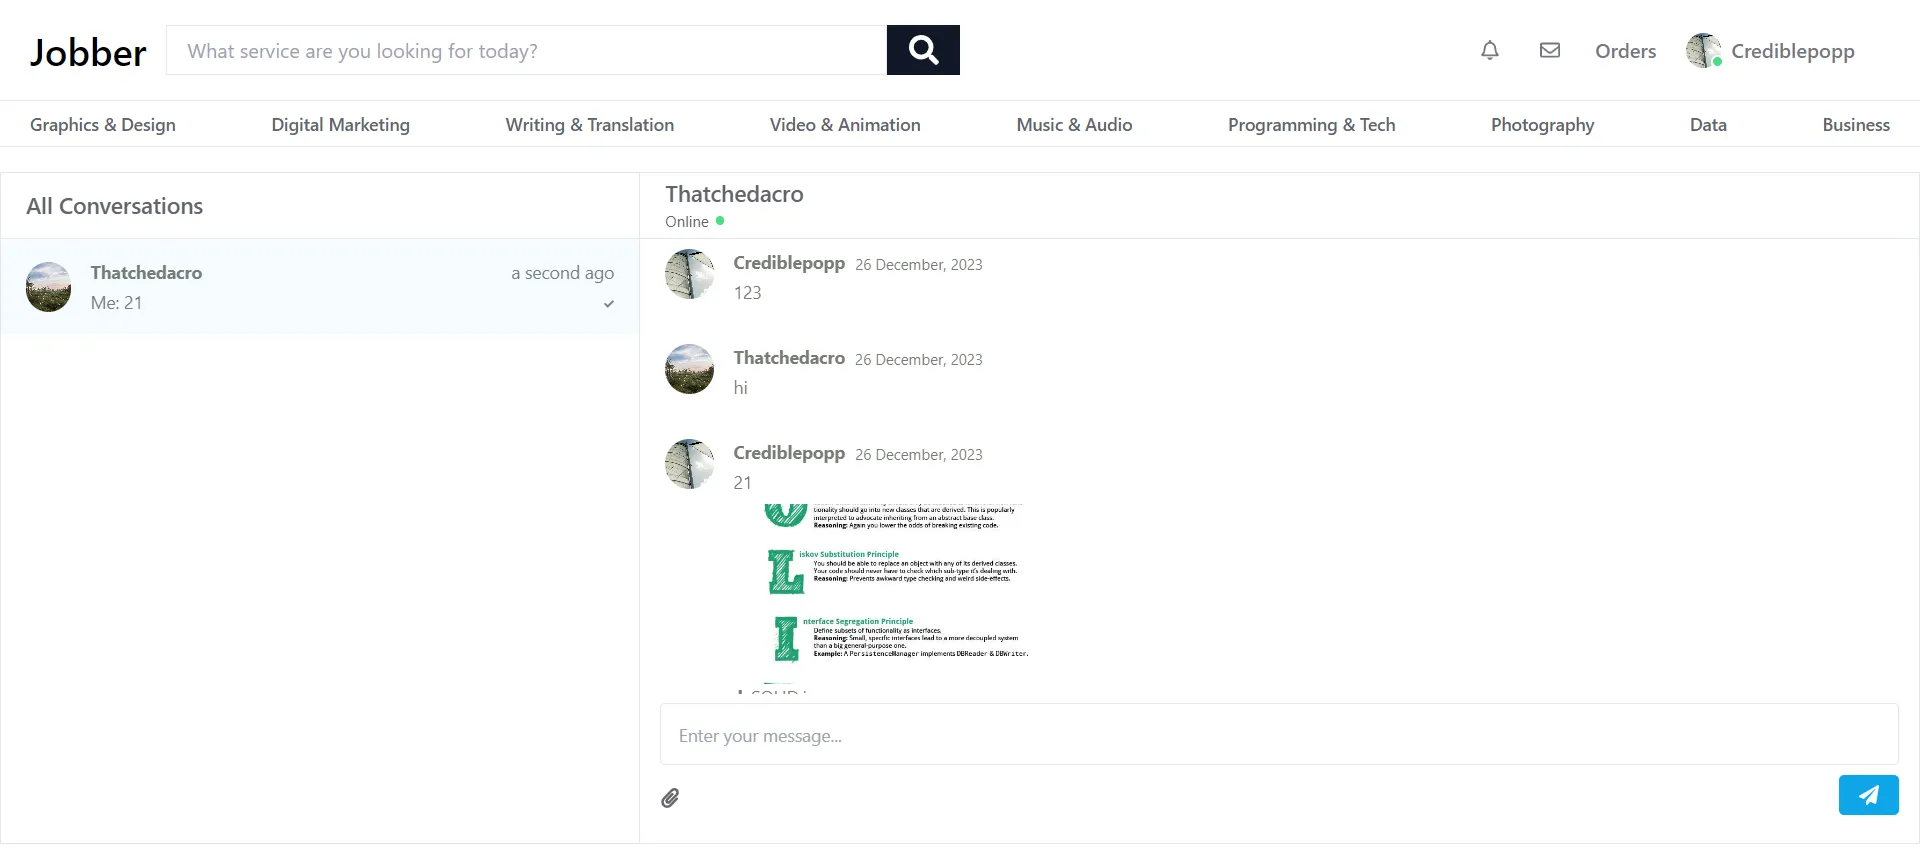 Jobber
What service are you looking for today?
Orders
Crediblepopp
Graphics & Design
Digital Marketing
Writing & Translation
Video & Animation
Music & Audio
Programming & Tech
Photography
Data
Business
All Conversations
Thatchedacro
a second ago
Me: 21
Thatchedacro
Online
Crediblepopp 26 December, 2023
123
Thatchedacro 26 December, 2023
hi
Crediblepopp 26 December, 2023
21
tionality should go into new classes that are derived. This is popularly
interpreted to advocate inheriting from an abstract base class.
Reasoning: Again you lower the odds of breaking existing code.
Liskov Substitution Principle
You should be able to replace an object with any of its derived classes.
Your code should never have to check which sub-type it's dealing with.
Reasoning: Prevents awkward type checking and weird side-effects.
Interface Segregation Principle
Define subsets of functionality as interfaces.
Reasoning: Small, specific interfaces lead to a more decoupled system
than a big general-purpose one.
Example: A PersistenceManager implements DBReader & DBWriter.
Enter your message...